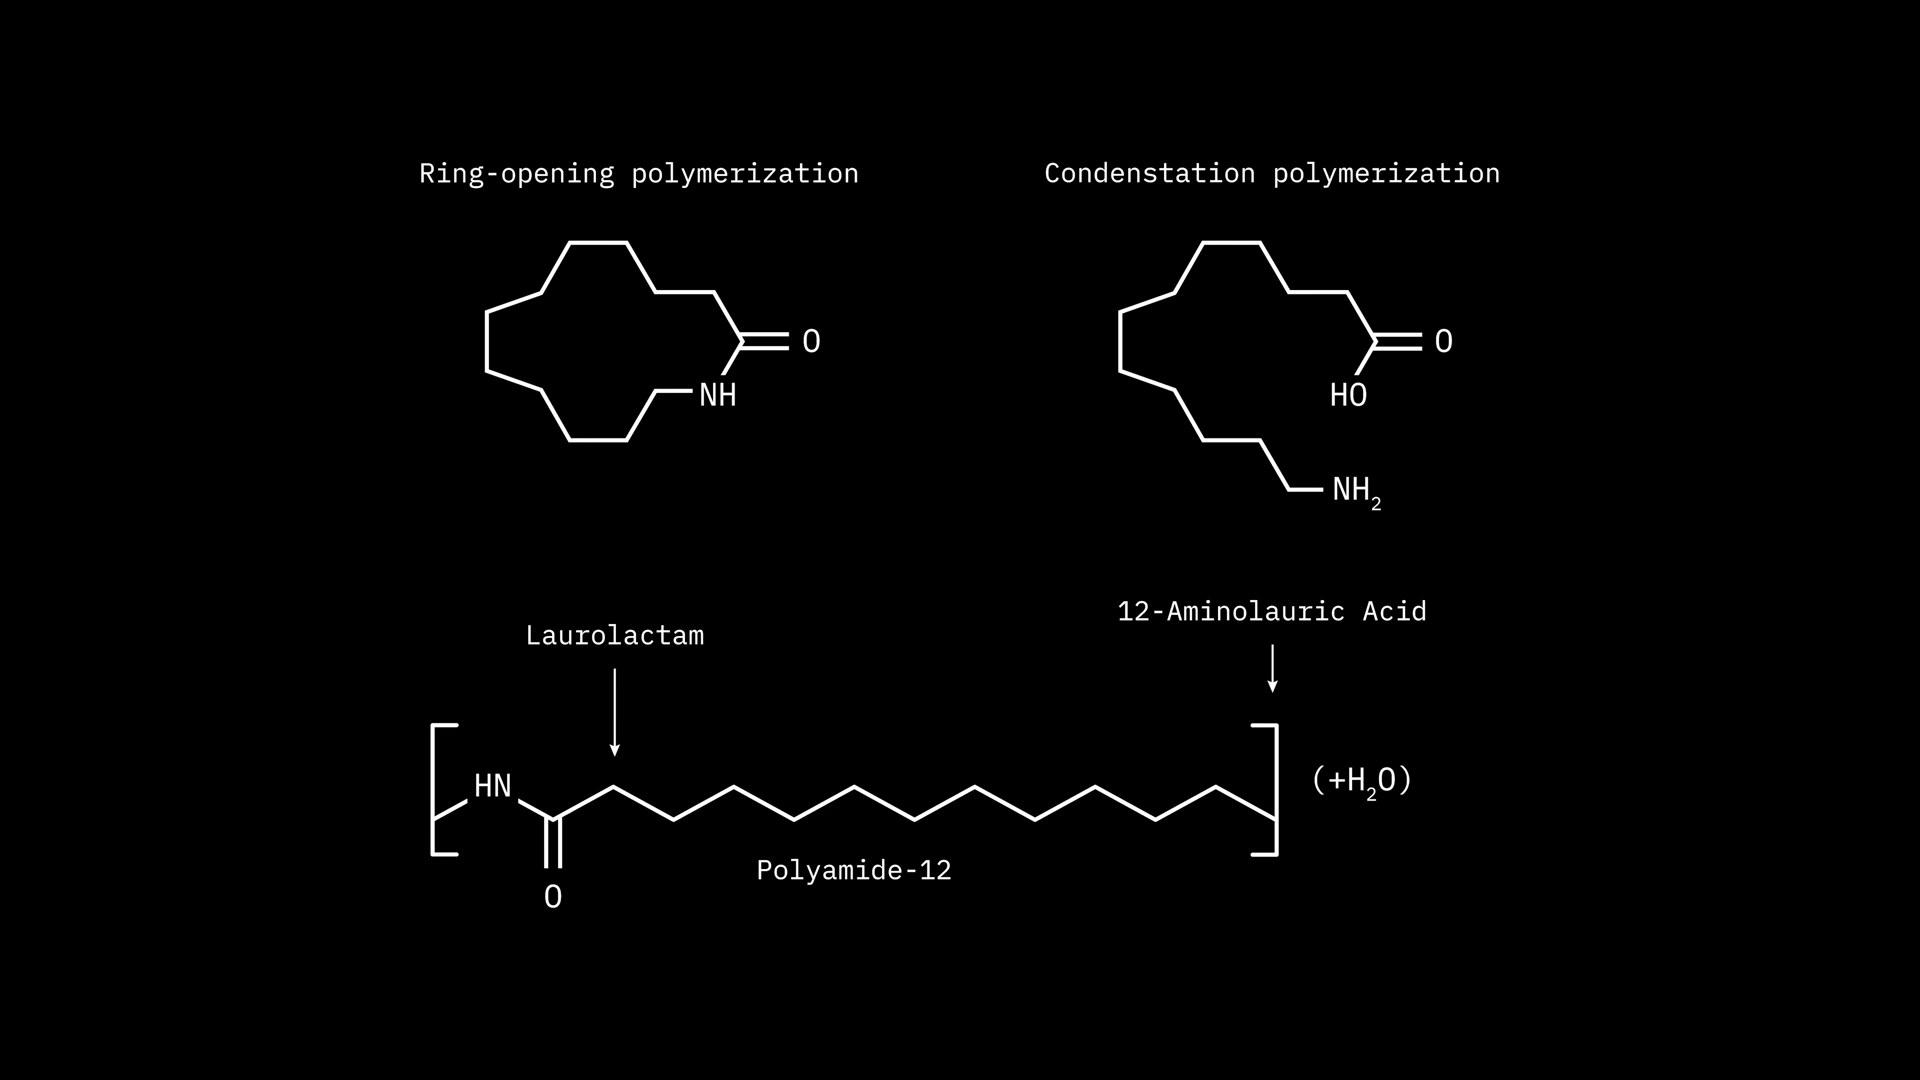 Ring-opening polymerization
Condenstation polymerization
O
NH
O
HO
NH₂
Laurolactam
12-Aminolauric Acid
HN
O
(+H₂O)
Polyamide-12